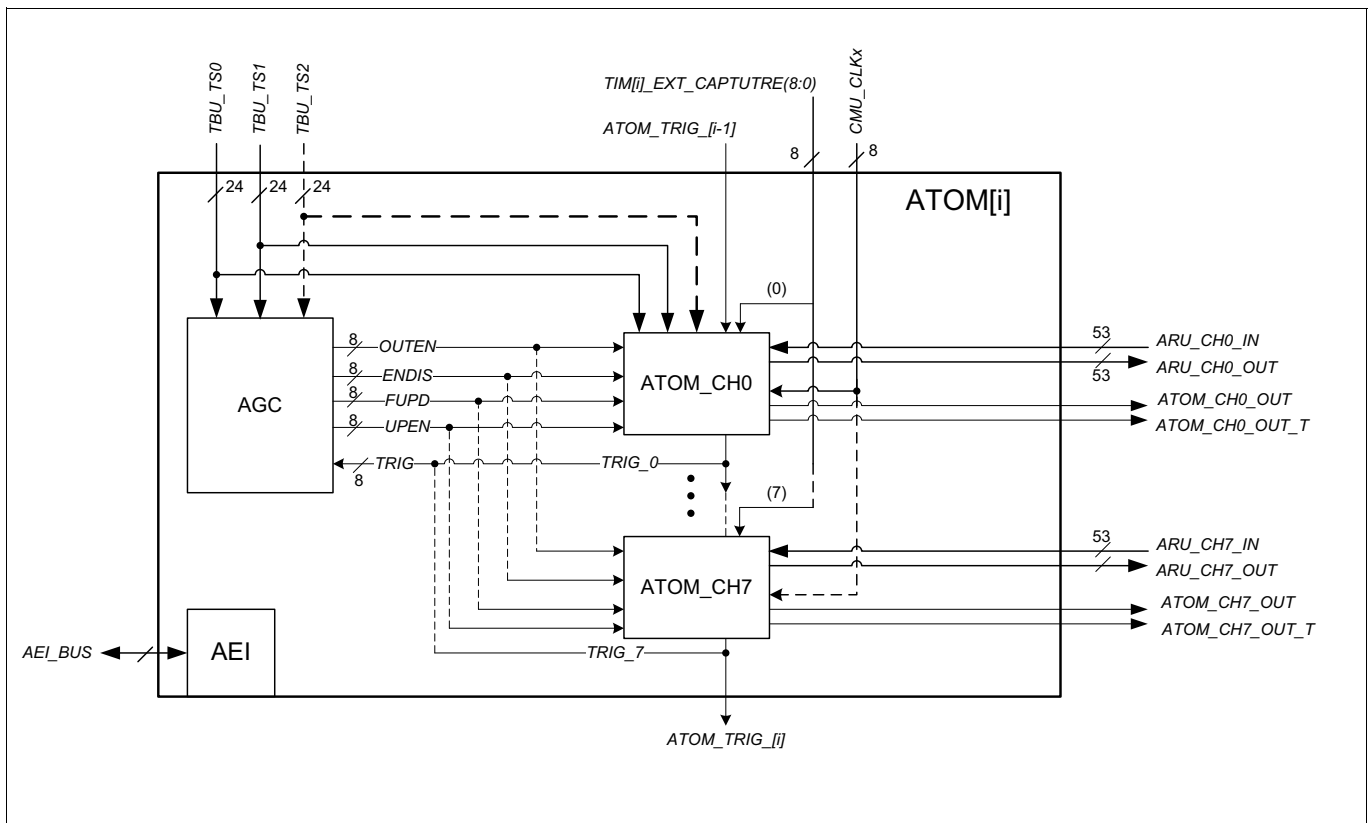 TBU_TS0
TBU_TS1
TBU_TS2
TIM[i]_EXT_CAPTUTRE(8:0)
ATOM_TRIG_[i-1]
CMU_CLKx
8
8
24
24
24
ATOM[i]
(0)
AGC
8
OUTEN
8
ENDIS
8
FUPD
8
UPEN
TRIG
8
TRIG_0
ATOM_CH0
53
ARU_CH0_IN
ARU_CH0_OUT
53
ATOM_CH0_OUT
ATOM_CH0_OUT_T
(7)
ATOM_CH7
53
ARU_CH7_IN
ARU_CH7_OUT
ATOM_CH7_OUT
ATOM_CH7_OUT_T
TRIG_7
AEI_BUS
AEI
ATOM_TRIG_[i]